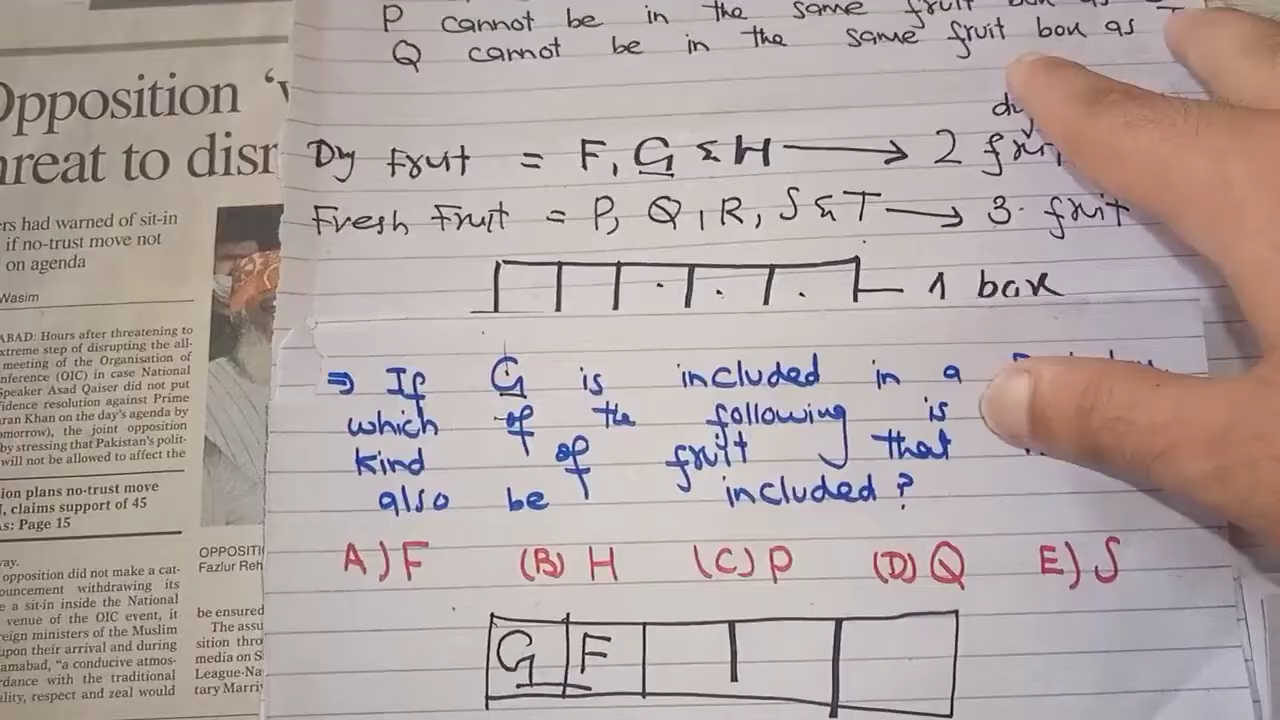 P cannot be in the same fruit box as
Q cannot be in the same fruit box as
Opposition
hreat to disr
ers had warned of sit-in
if no-trust move not
on agenda
Wasim
ABAD: Hours after threatening to
xtreme step of disrupting the all-
meeting of the Organisation of
nference (OIC) in case National
Speaker Asad Qaiser did not put
fidence resolution against Prime
ran Khan on the day's agenda by
omorrow), the joint opposition
by stressing that Pakistan's polit-
will not be allowed to affect the
ion plans no-trust move
, claims support of 45
s: Page 15
way.
opposition did not make a cat-
ouncement withdrawing its
e a sit-in inside the National
venue of the OIC event, it
reign ministers of the Muslim
upon their arrival and during
amabad, "a conducive atmos-
rdance with the traditional
ality, respect and zeal would
OPPOSITI
Fazlur Reh
be ensured
The assu
sition thro
media on S
League-Na
tary Marri
Dy fruit = F, G & H → 2 fruit
Fresh Fruit = P, Q, R, S & T → 3. fruit
1 box
⇒ If G is included in a
which of the following is
kind of fruit that
also be included?
A) F (B) H (C) P (D) Q E) S
G F